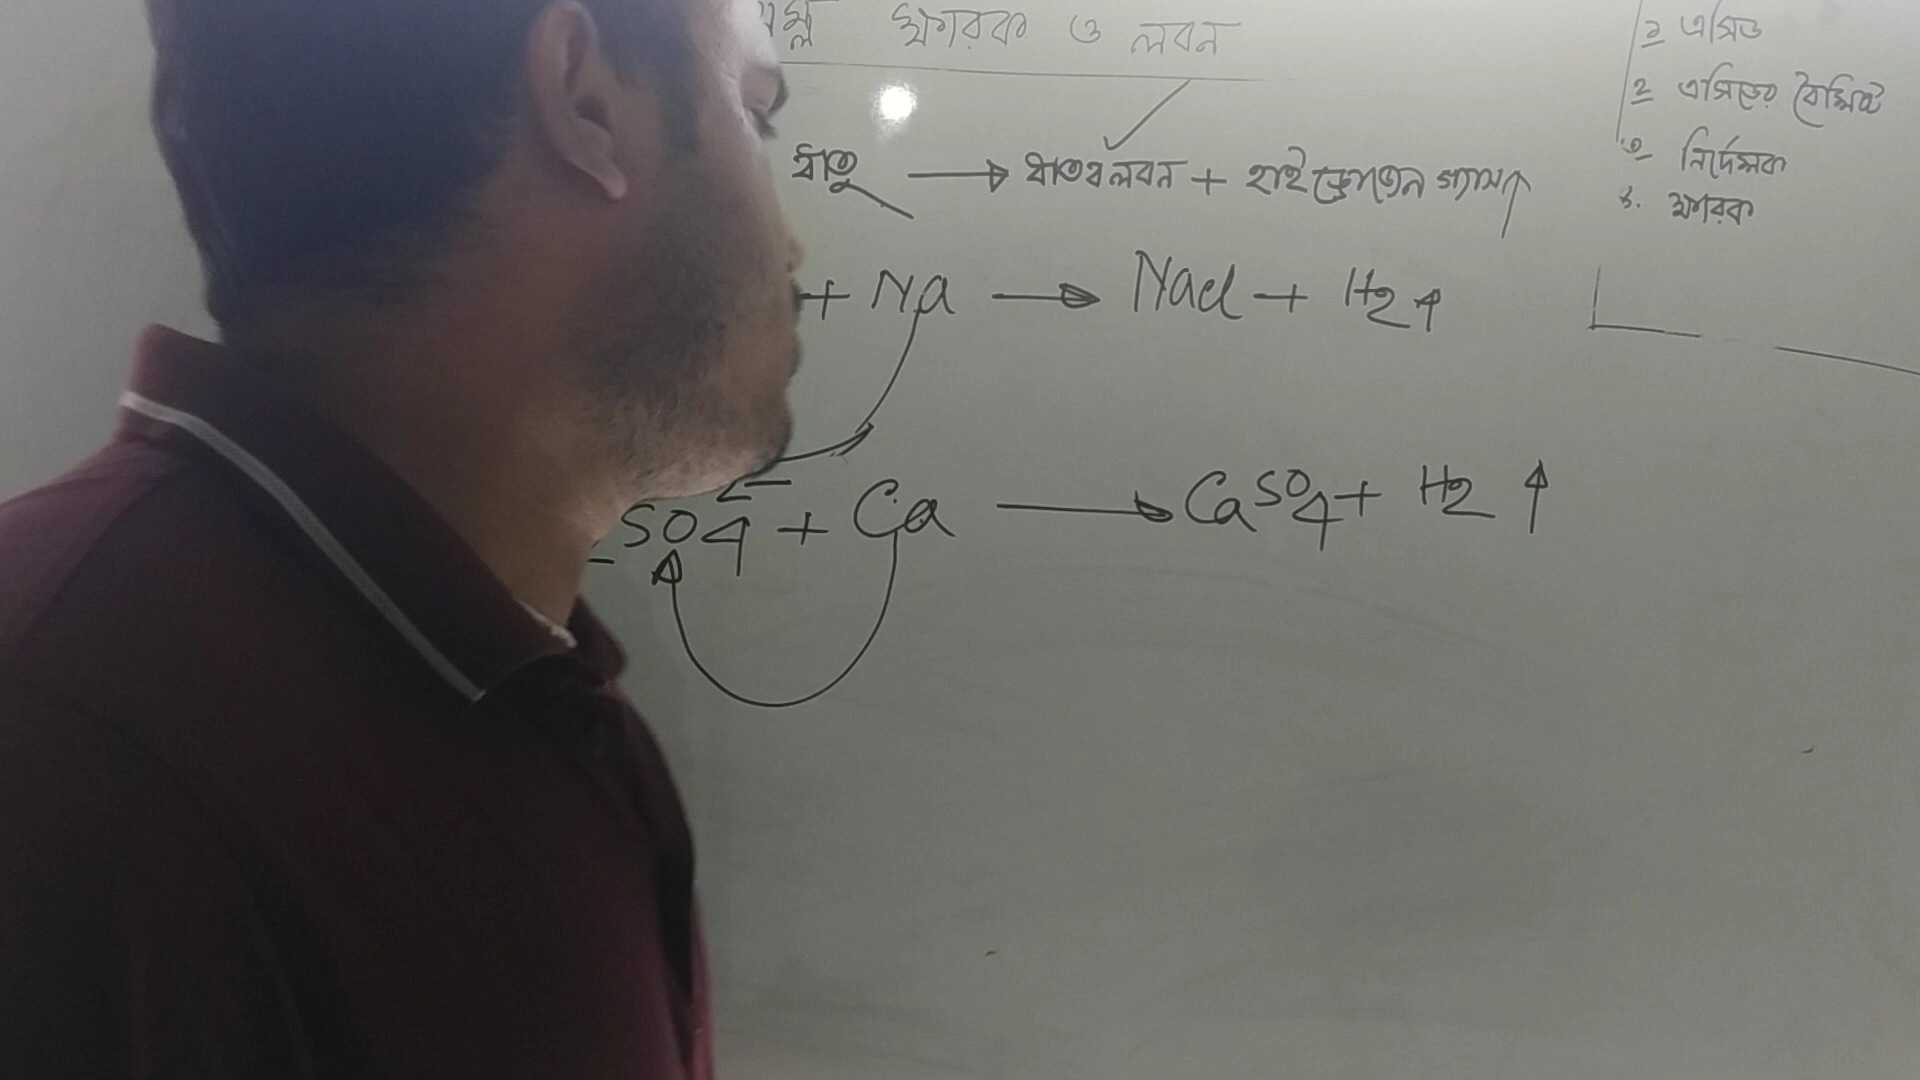 ক্ষারক ও লবন
ধাতু → ধাতব লবন + হাইড্রোজেন গ্যাস↑
+ Na → NaCl + H2↑
SO4 2- + Ca → CaSO4 + H2 ↑
১ এসিড
২ এসিডের বৈশিষ্ট
৩ নির্দেশক
৪. ক্ষারক